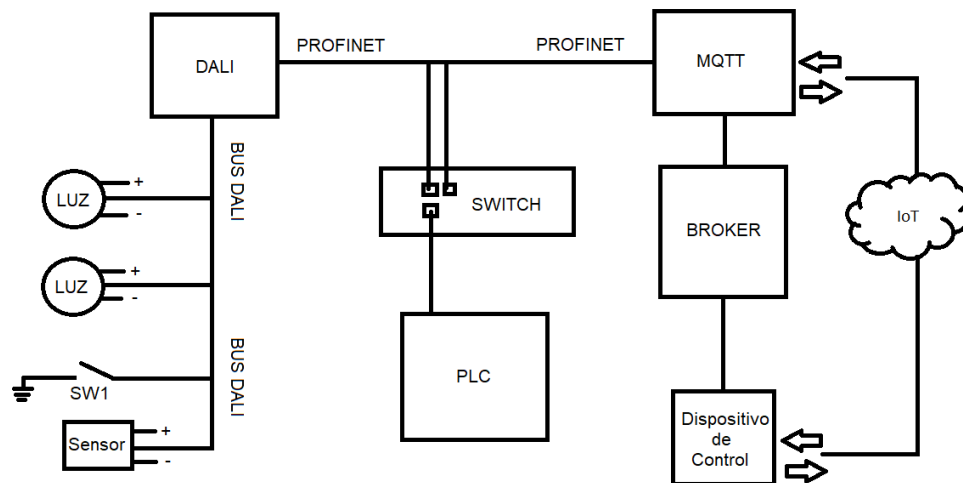 DALI
PROFINET
PROFINET
MQTT
BUS DALI
LUZ
+
-
SWITCH
BROKER
IoT
LUZ
+
-
BUS DALI
SW1
PLC
Sensor
+
-
Dispositivo
de
Control